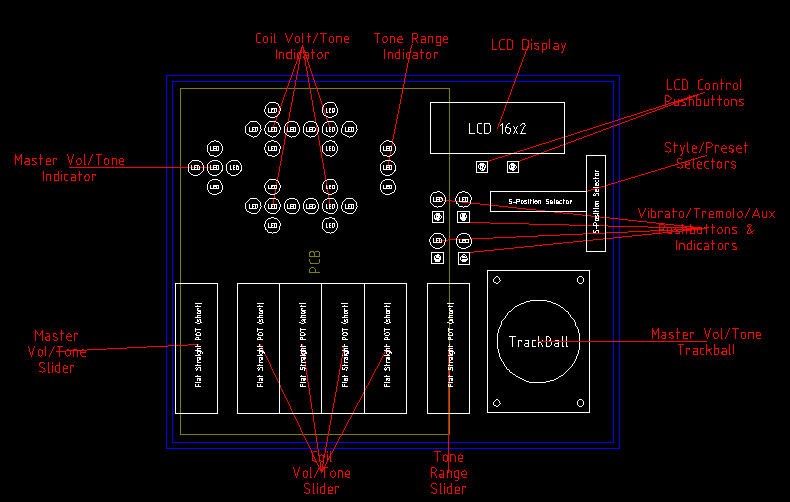 Coil Volt/Tone
Indicator
Tone Range
Indicator
LCD Display
LCD Control
Pushbuttons
LED LED
LED LED LED LED LED LED
LED LED LED
LCD 16x2
Style/Preset
Selectors
LED LED
Master Vol/Tone
Indicator
LED LED LED
LED
LED
LED
LED LED
LED LED LED LED LED LED
LED LED
LED LED
LED LED
5-Position Selector
5-Position Selector
Vibrato/Tremolo/Aux
Pushbuttons &
Indicators
PCB
Flat Straight POT (short)
Flat Straight POT (short)
Flat Straight POT (short)
Flat Straight POT (short)
Flat Straight POT (short)
Flat Straight POT (short)
TrackBall
Master
Vol/Tone
Slider
Master Vol/Tone
Trackball
Coil
Vol/Tone
Slider
Tone
Range
Slider